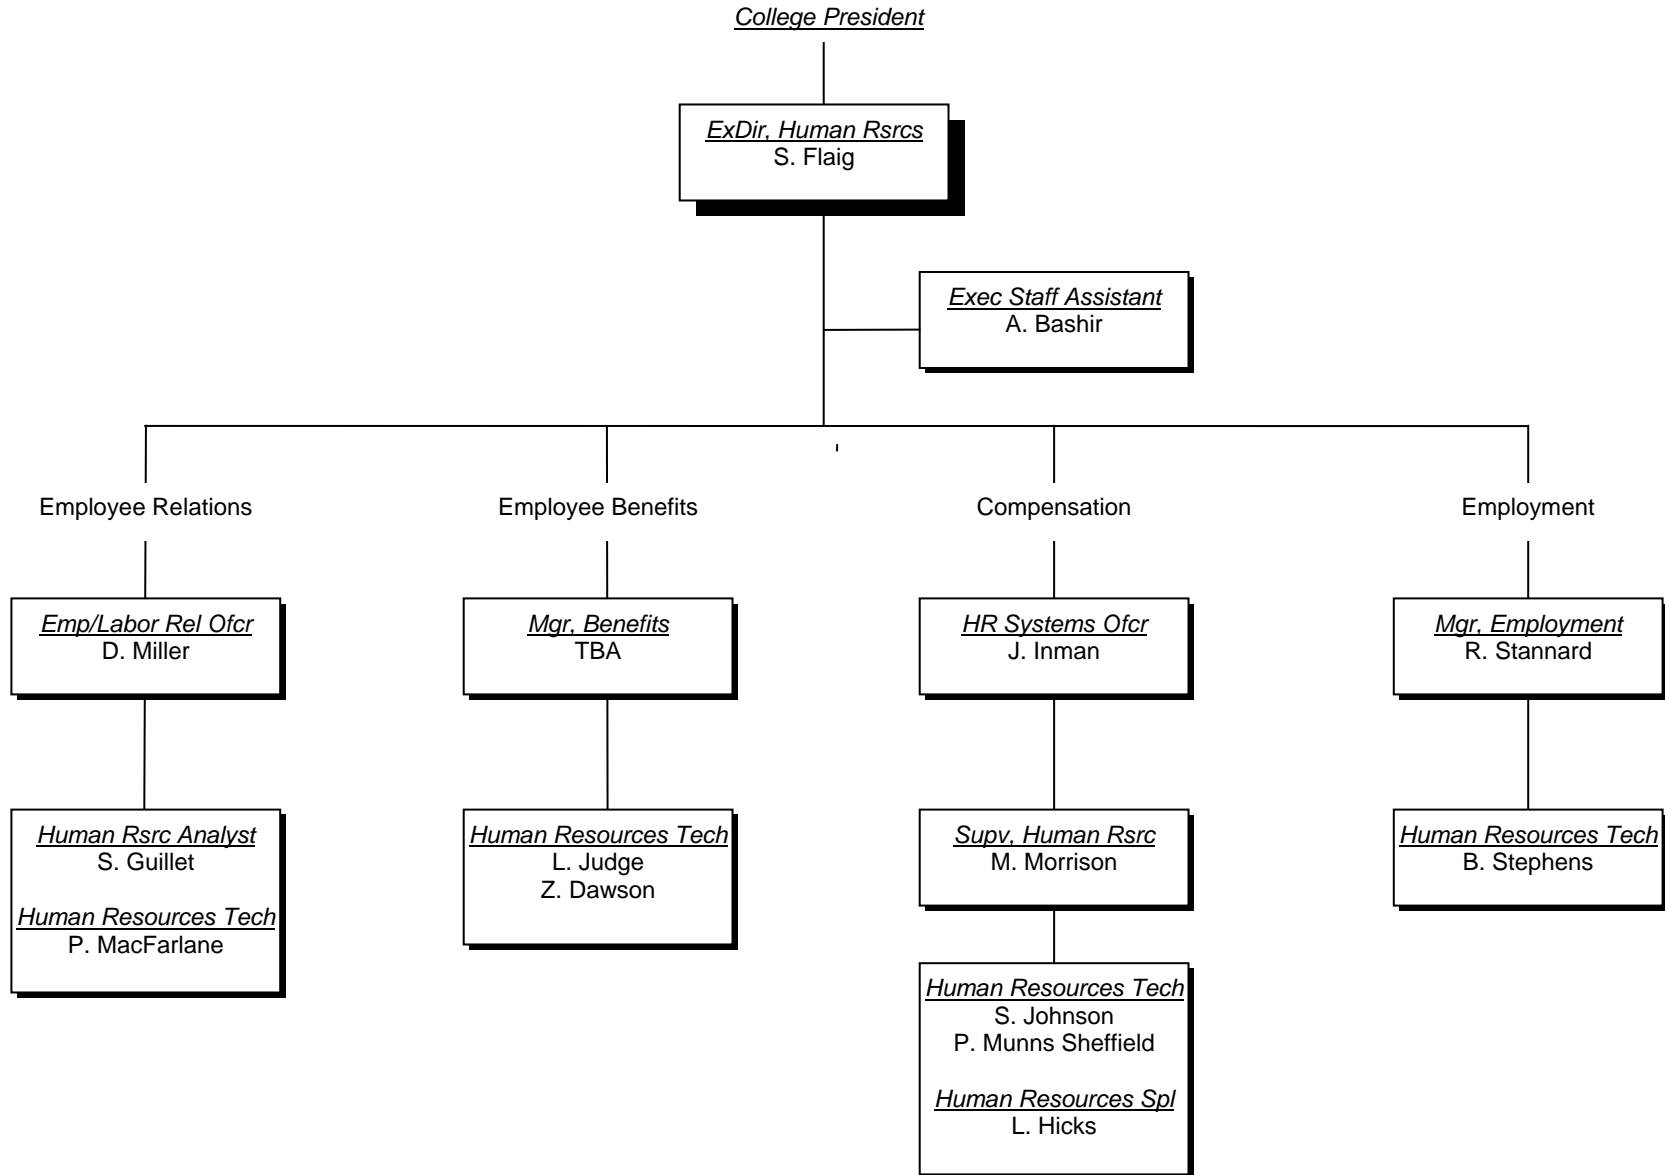 College President
ExDir, Human Rsrcs
S. Flaig
Exec Staff Assistant
A. Bashir
Employee Relations
Employee Benefits
Compensation
Employment
Emp/Labor Rel Ofcr
D. Miller
Mgr, Benefits
TBA
HR Systems Ofcr
J. Inman
Mgr, Employment
R. Stannard
Human Rsrc Analyst
S. Guillet
Human Resources Tech
P. MacFarlane
Human Resources Tech
L. Judge
Z. Dawson
Supv, Human Rsrc
M. Morrison
Human Resources Tech
B. Stephens
Human Resources Tech
S. Johnson
P. Munns Sheffield
Human Resources Spl
L. Hicks